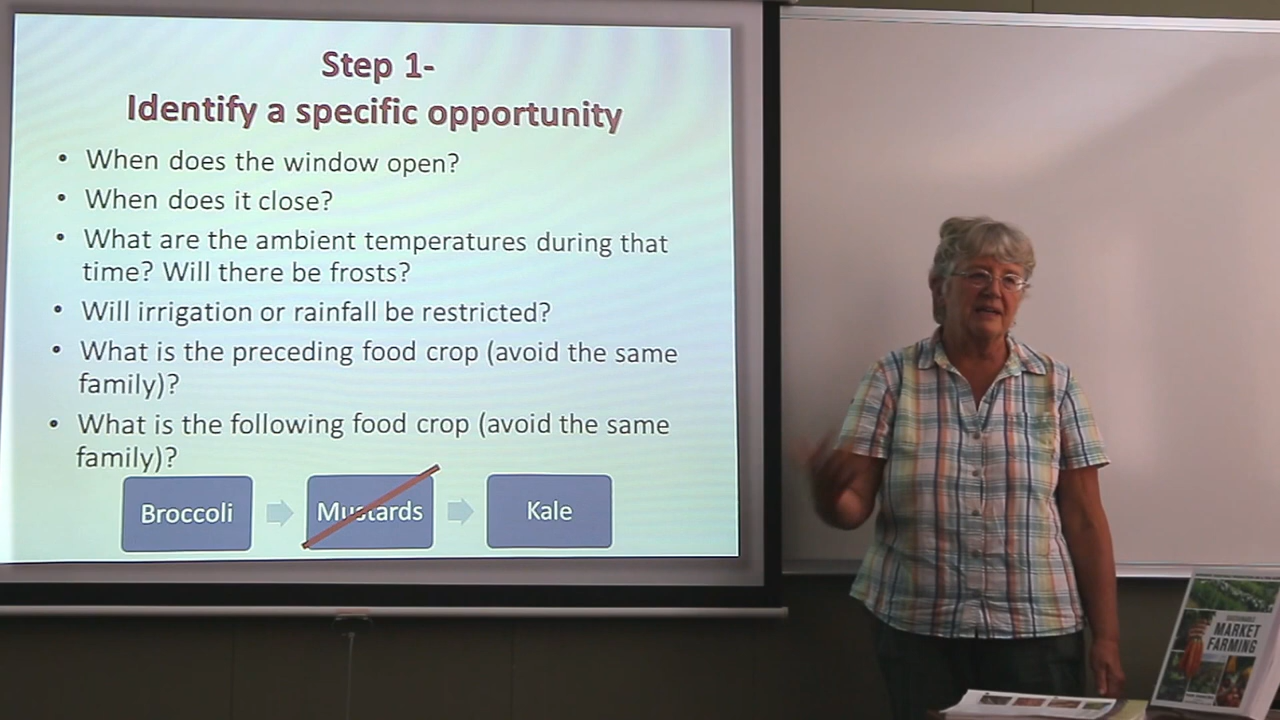 Step 1-
Identify a specific opportunity
• When does the window open?
• When does it close?
• What are the ambient temperatures during that
time? Will there be frosts?
• Will irrigation or rainfall be restricted?
• What is the preceding food crop (avoid the same
family)?
• What is the following food crop (avoid the same
family)?
Broccoli
Mustards
Kale
SUSTAINABLE
MARKET
FARMING